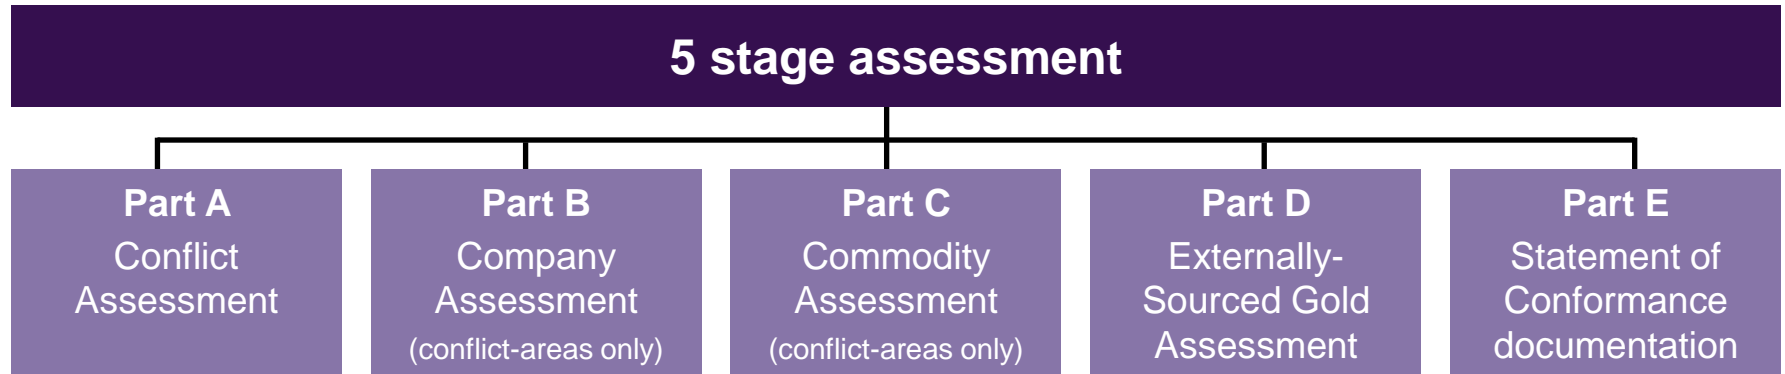 5 stage assessment
Part A
Conflict
Assessment
Part B
Company
Assessment
(conflict-areas only)
Part C
Commodity
Assessment
(conflict-areas only)
Part D
Externally-
Sourced Gold
Assessment
Part E
Statement of
Conformance
documentation